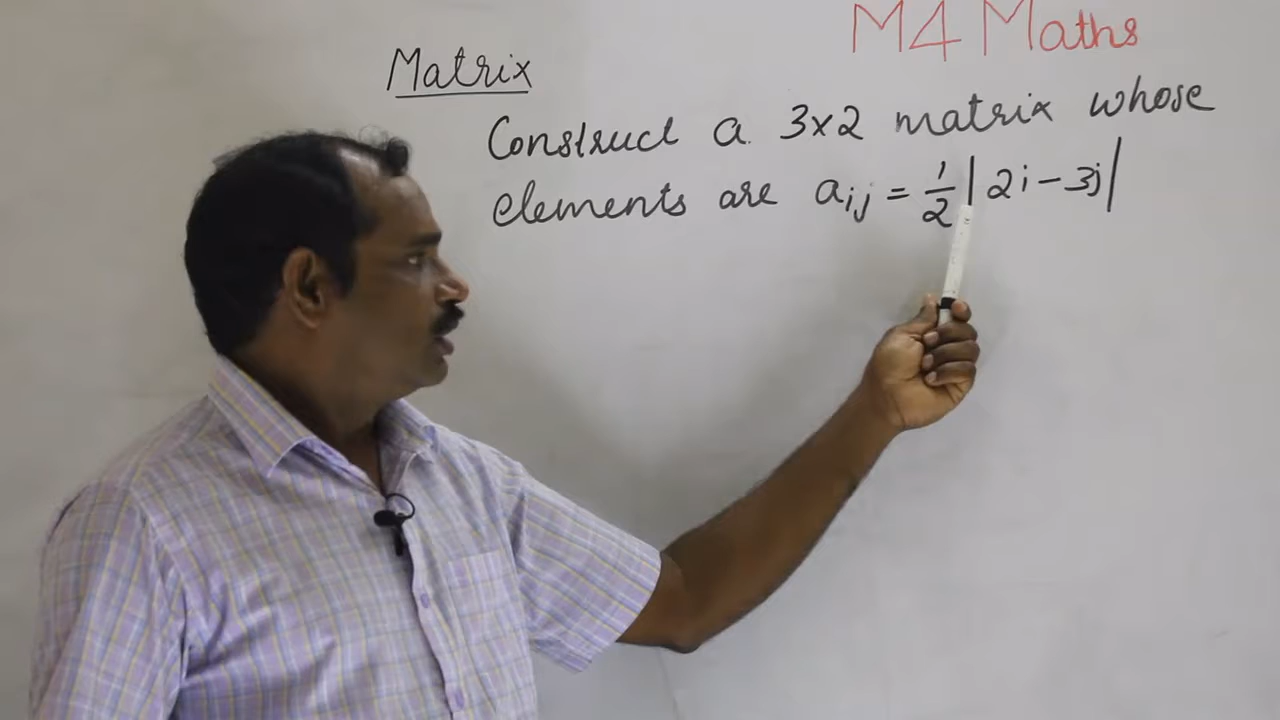 M4 Maths
Matrix
Construct a 3x2 matrix whose
elements are aij = 1/2 | 2i - 3j |